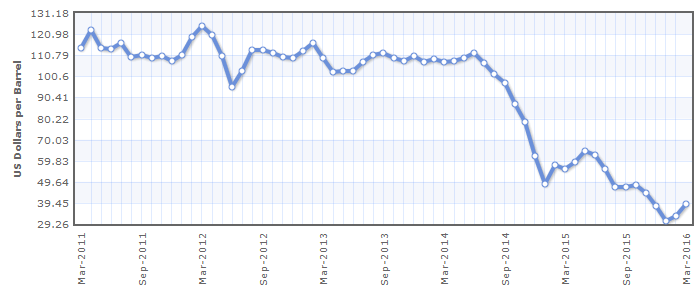 131.18
120.98
110.79
100.6
90.41
80.22
70.03
59.83
49.64
39.45
29.26
US Dollars per Barrel
Mar-2011
Sep-2011
Mar-2012
Sep-2012
Mar-2013
Sep-2013
Mar-2014
Sep-2014
Mar-2015
Sep-2015
Mar-2016